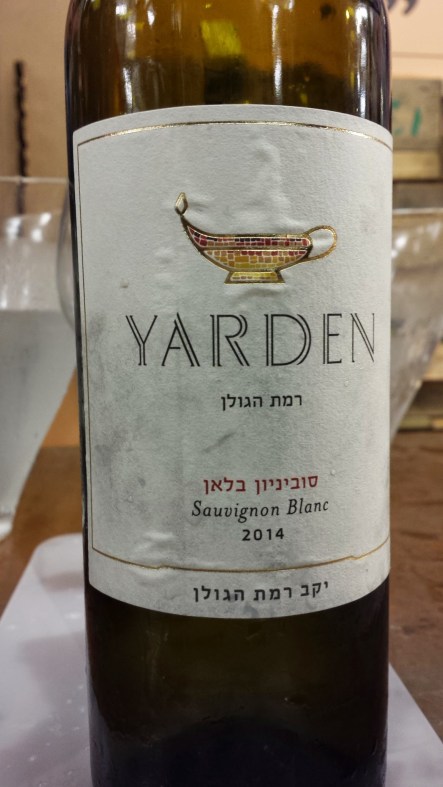 YARDEN
רמת הגולן
סוביניון בלאן
Sauvignon Blanc
2014
יקב רמת הגולן